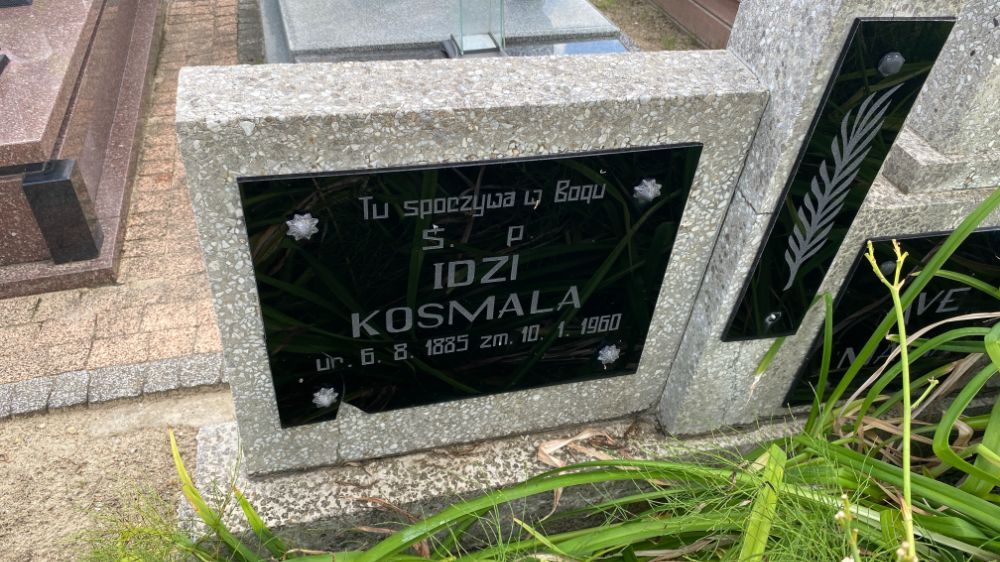 Tu spoczywa w Bogu
Ś. P.
IDZI
KOSMALA
ur. 6. 8. 1885 zm. 10. 1. 1960